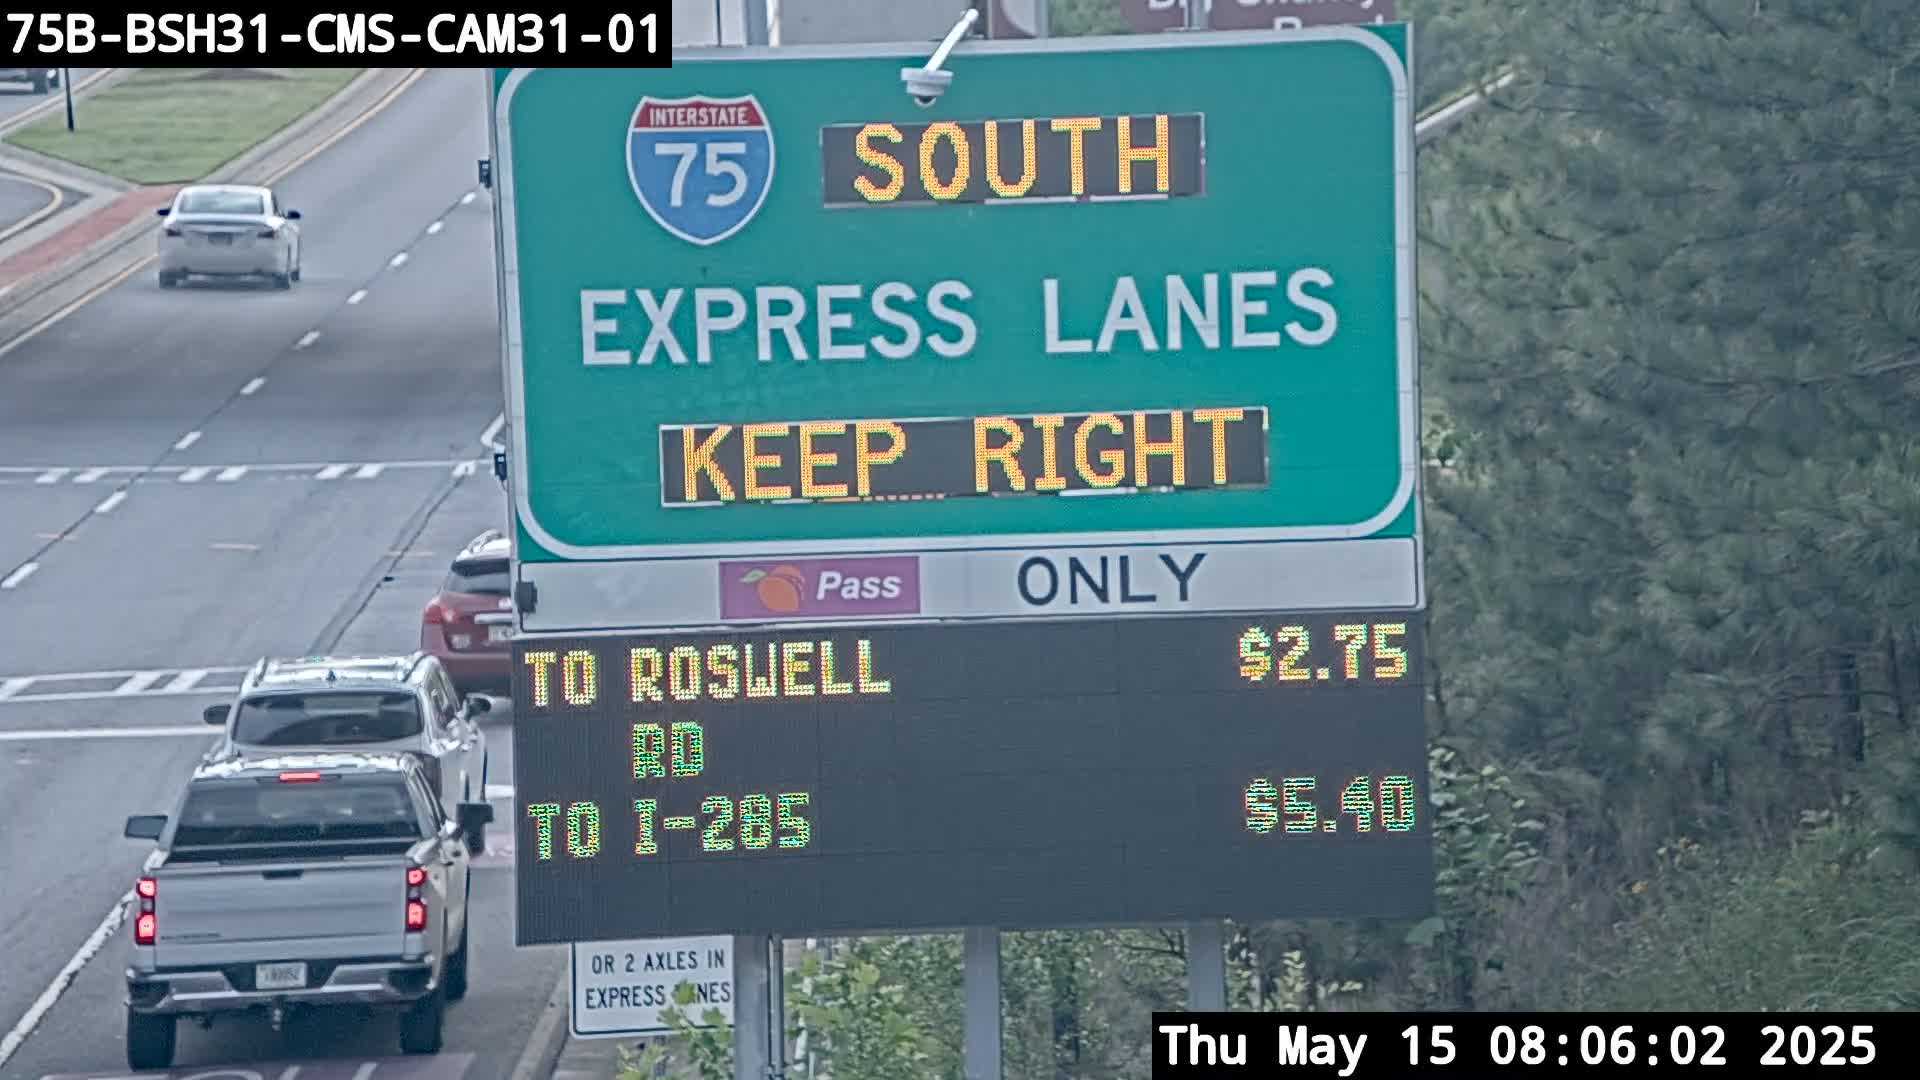 75B-BSH31-CMS-CAM31-01
INTERSTATE
75
SOUTH
EXPRESS LANES
KEEP RIGHT
Pass ONLY
TO ROSWELL $2.75
RD
TO I-285 $5.40
OR 2 AXLES IN
EXPRESS
Thu May 15 08:06:02 2025